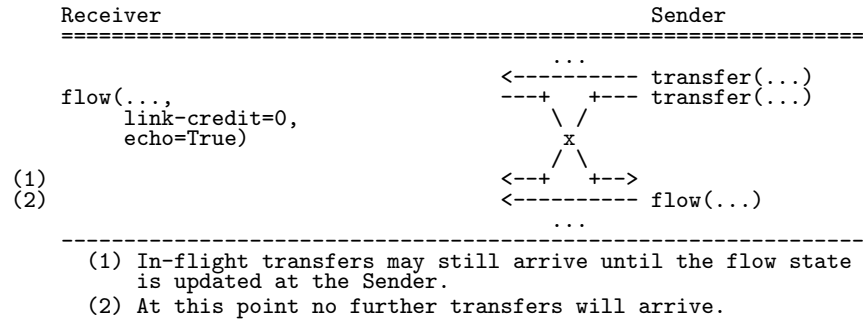 Receiver                                        Sender
================================================================
                                       ...
                                   <----------- transfer(...)
flow(...,                          ---+   +--- transfer(...)
     link-credit=0,                    \ /
     echo=True)                         x
                                       / \
(1)                                <--+   +-->
(2)                                <----------- flow(...)
                                       ...
----------------------------------------------------------------
(1) In-flight transfers may still arrive until the flow state
is updated at the Sender.
(2) At this point no further transfers will arrive.